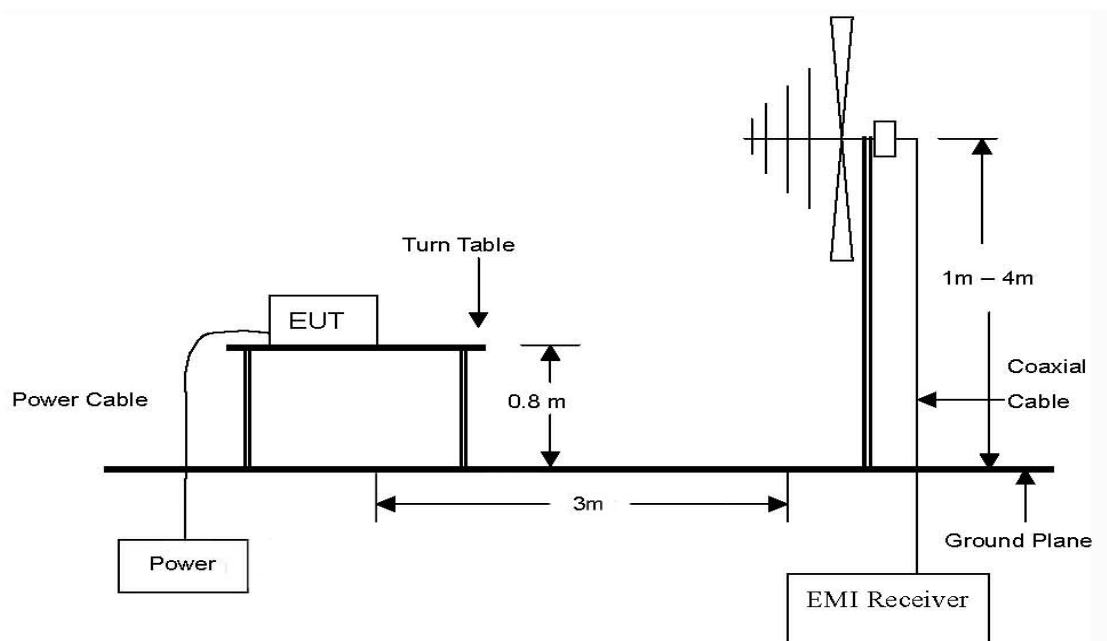 Turn Table
1m – 4m
EUT
Coaxial
Power Cable
0.8 m
Cable
3m
Ground Plane
Power
EMI Receiver